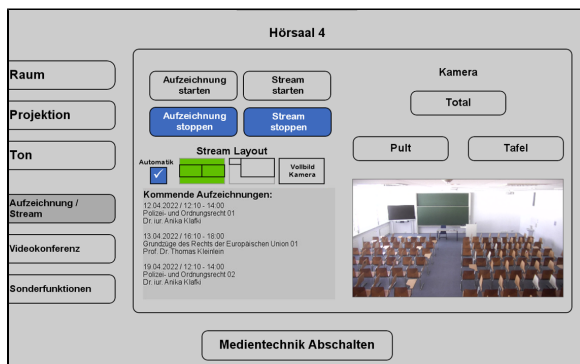 Hörsaal 4
Raum
Projektion
Ton
Aufzeichnung /
Stream
Videokonferenz
Sonderfunktionen
Aufzeichnung
starten
Stream
starten
Aufzeichnung
stoppen
Stream
stoppen
Stream Layout
Automatik
Vollbild
Kamera
Kommende Aufzeichnungen:
12.04.2022 / 12:10 - 14:00
Polizei- und Ordnungsrecht 01
Dr. iur. Anika Klafki
13.04.2022 / 16:10 - 18:00
Grundzüge des Rechts der Europäischen Union 01
Prof. Dr. Thomas Kleinlein
19.04.2022 / 12:10 - 14:00
Polizei- und Ordnungsrecht 02
Dr. iur. Anika Klafki
Kamera
Total
Pult
Tafel
Medientechnik Abschalten